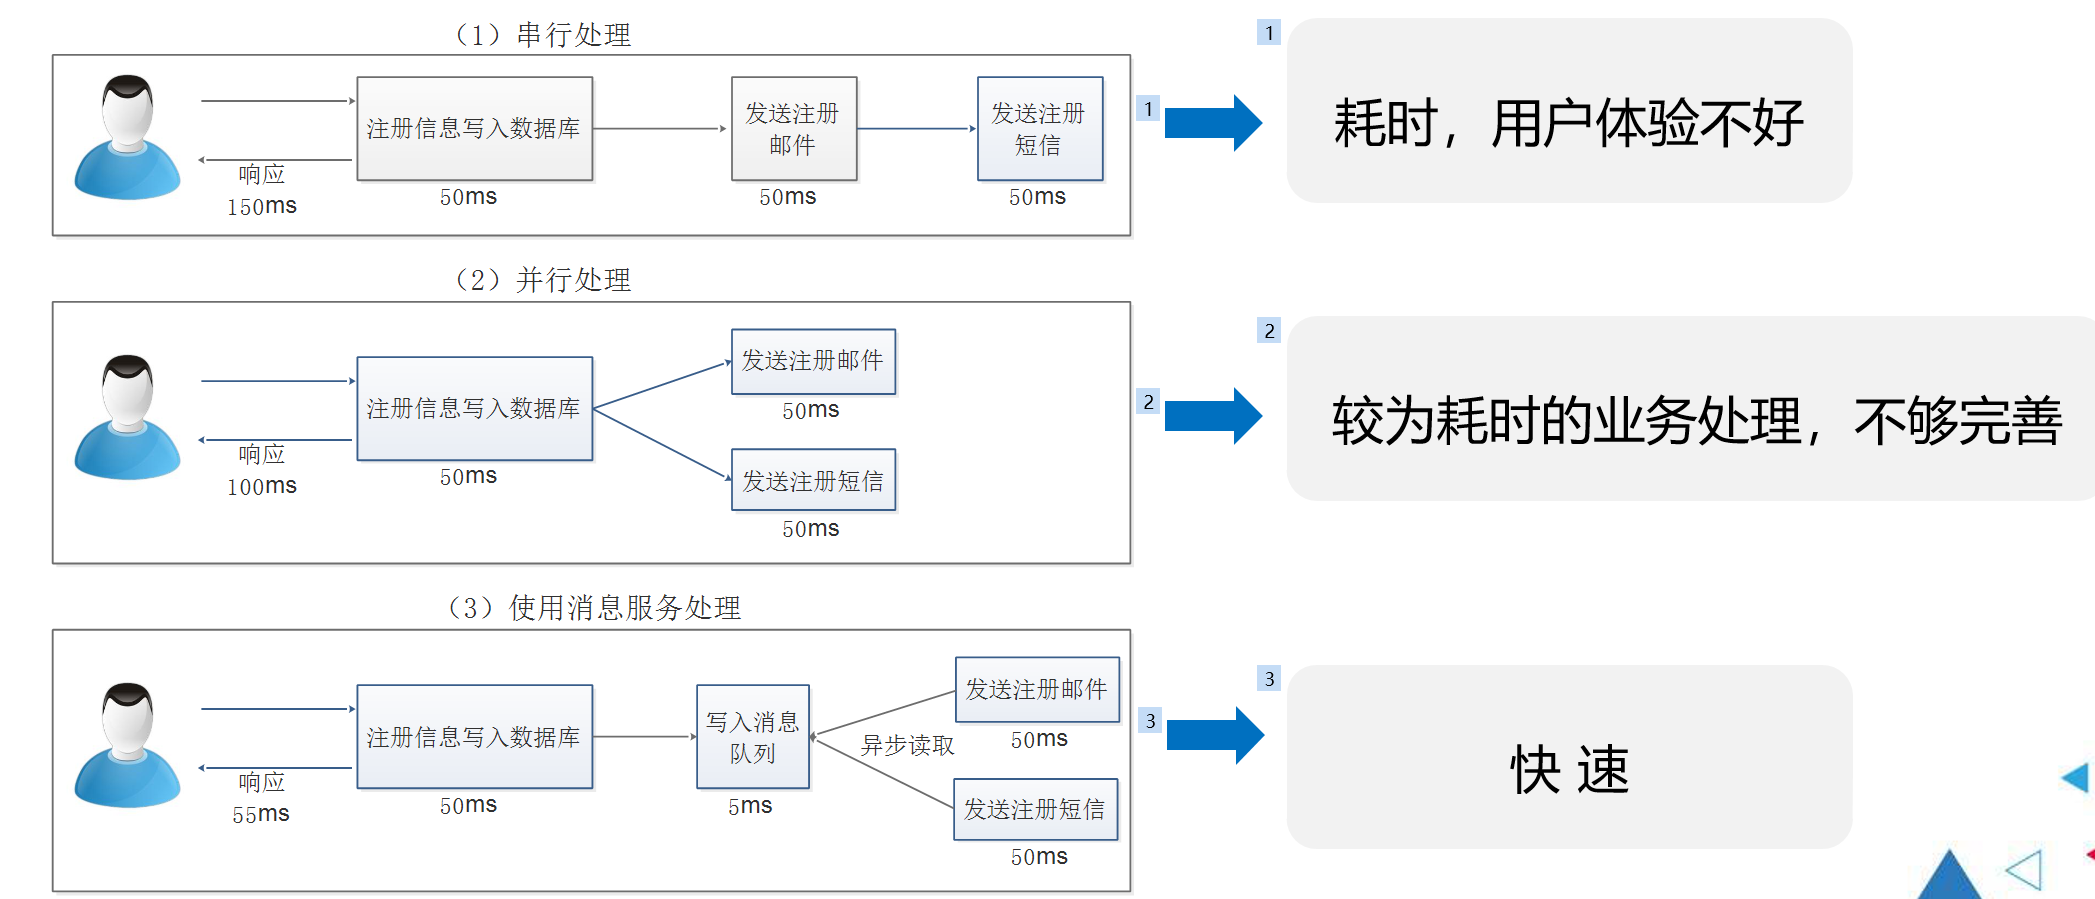 （1）串行处理
注册信息写入数据库
发送注册
邮件
发送注册
短信
响应
150ms
50ms
50ms
50ms
1
1
耗时，用户体验不好
（2）并行处理
注册信息写入数据库
发送注册邮件
50ms
发送注册短信
50ms
响应
100ms
50ms
2
2
较为耗时的业务处理，不够完善
（3）使用消息服务处理
注册信息写入数据库
写入消息
队列
发送注册邮件
50ms
异步读取
发送注册短信
50ms
响应
55ms
50ms
5ms
3
3
快 速